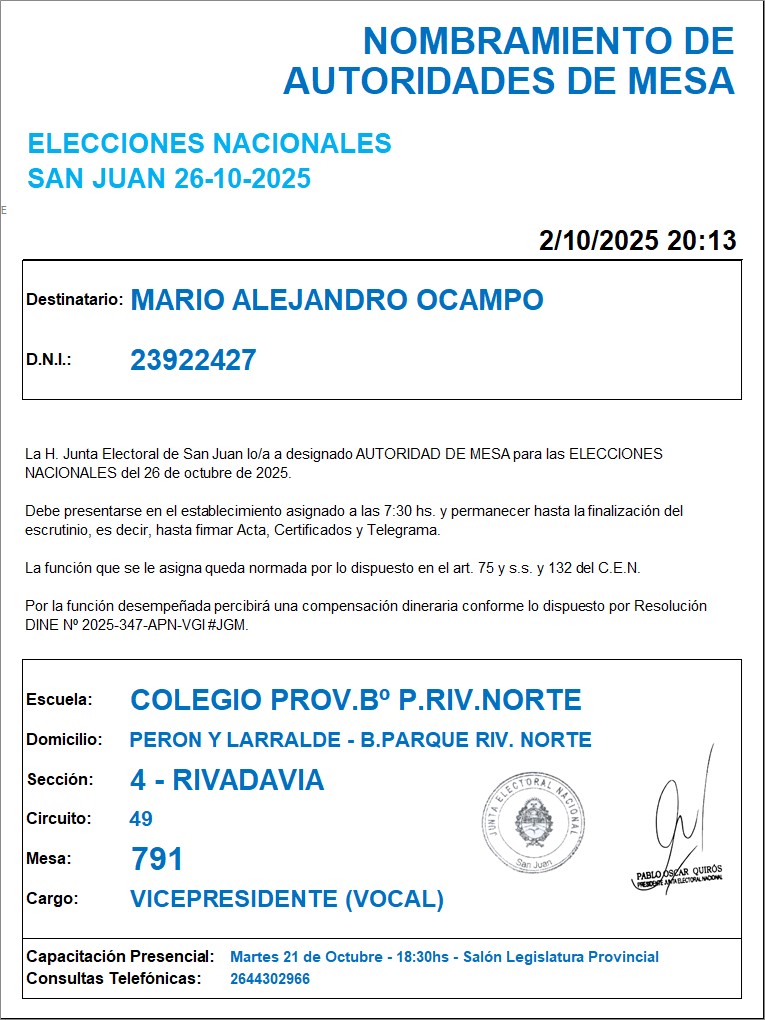 NOMBRAMIENTO DE
AUTORIDADES DE MESA
ELECCIONES NACIONALES
SAN JUAN 26-10-2025
E
2/10/2025 20:13
Destinatario: MARIO ALEJANDRO OCAMPO
D.N.I.: 23922427
La H. Junta Electoral de San Juan lo/a a designado AUTORIDAD DE MESA para las ELECCIONES
NACIONALES del 26 de octubre de 2025.
Debe presentarse en el establecimiento asignado a las 7:30 hs. y permanecer hasta la finalización del
escrutinio, es decir, hasta firmar Acta, Certificados y Telegrama.
La función que se le asigna queda normada por lo dispuesto en el art. 75 y s.s. y 132 del C.E.N.
Por la función desempeñada percibirá una compensación dineraria conforme lo dispuesto por Resolución
DINE Nº 2025-347-APN-VGI#JGM.
Escuela: COLEGIO PROV.Bº P.RIV.NORTE
Domicilio: PERON Y LARRALDE - B.PARQUE RIV. NORTE
Sección: 4 - RIVADAVIA
Circuito: 49
Mesa: 791
Cargo: VICEPRESIDENTE (VOCAL)
JUNTA ELECTORAL NACIONAL
San Juan
PABLO OSCAR QUIRÓS
PRESIDENTE JUNTA ELECTORAL NACIONAL
Capacitación Presencial: Martes 21 de Octubre - 18:30hs - Salón Legislatura Provincial
Consultas Telefónicas: 2644302966